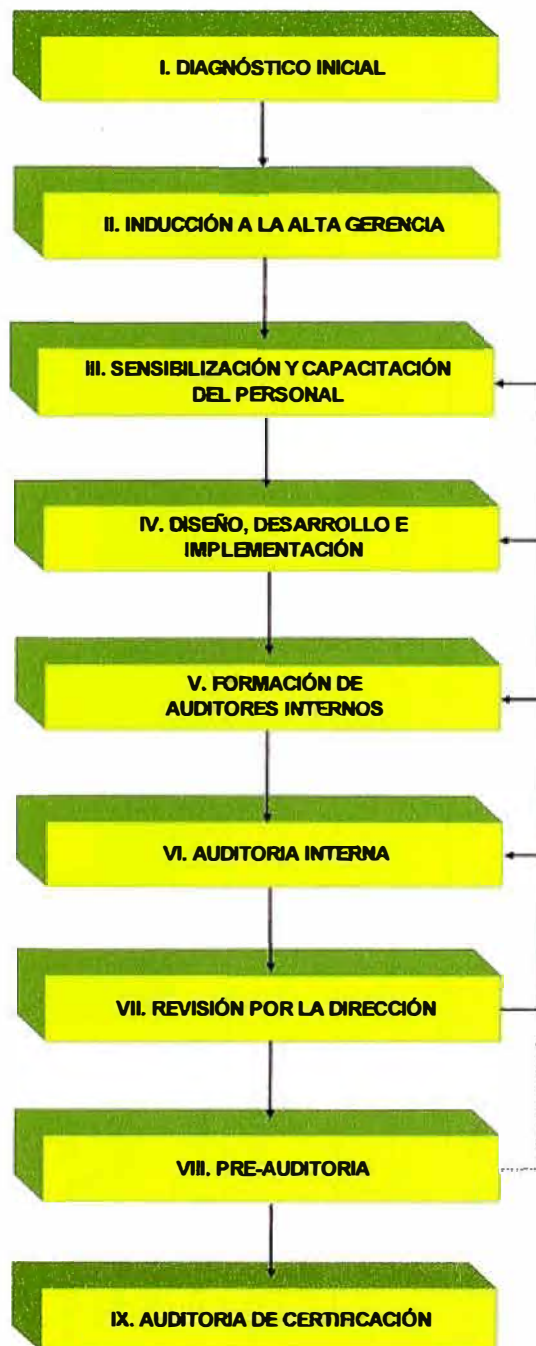 I. DIAGNÓSTICO INICIAL
II. INDUCCIÓN A LA ALTA GERENCIA
III. SENSIBILIZACIÓN Y CAPACITACIÓN
DEL PERSONAL
IV. DISEÑO, DESARROLLO E
IMPLEMENTACIÓN
V. FORMACIÓN DE
AUDITORES INTERNOS
VI. AUDITORIA INTERNA
VII. REVISIÓN POR LA DIRECCIÓN
VIII. PRE-AUDITORIA
IX. AUDITORIA DE CERTIFICACIÓN